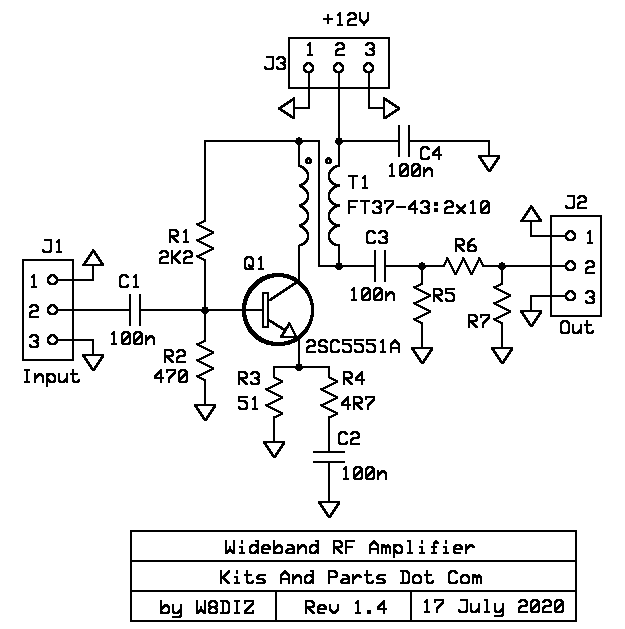 +12V
J3
1 2 3
C4
100n
T1
FT37-43:2x10
R1
2K2
C3
100n
R6
R5
R7
J2
1
2
3
Out
J1
1
2
3
Input
C1
100n
Q1
2SC5551A
R2
470
R3
51
R4
4R7
C2
100n
Wideband RF Amplifier
Kits And Parts Dot Com
by W8DIZ
Rev 1.4
17 July 2020